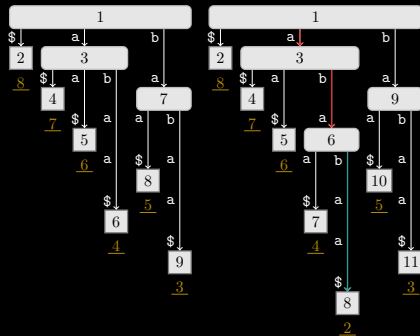 1 1
$ a b $ a b
2 3 2 3
$ a b $ a b
8 8
4 7 4 9
$ a a b $ a a b
7 7
5 5 6
a $ a a b $ a
6 6
8 10
$ a $ a a
5 5
6 7
$ a $
4 4
9 11
$
3 3
8
2